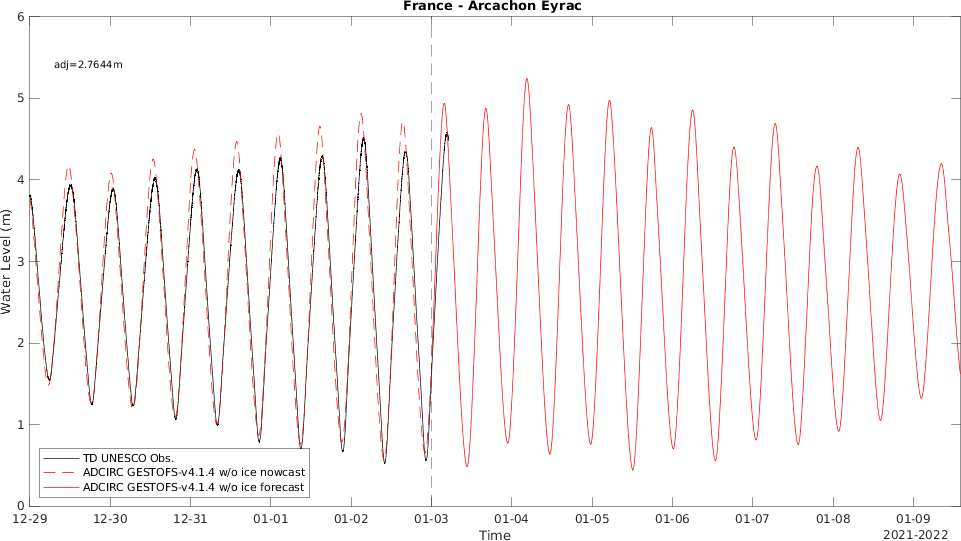 France - Arcachon Eyrac
adj=2.7644m
6
5
4
3
2
1
0
Water Level (m)
TD UNESCO Obs.
ADCIRC GESTOFS-v4.1.4 w/o ice nowcast
ADCIRC GESTOFS-v4.1.4 w/o ice forecast
12-29 12-30 12-31 01-01 01-02 01-03 01-04 01-05 01-06 01-07 01-08 01-09
Time
2021-2022